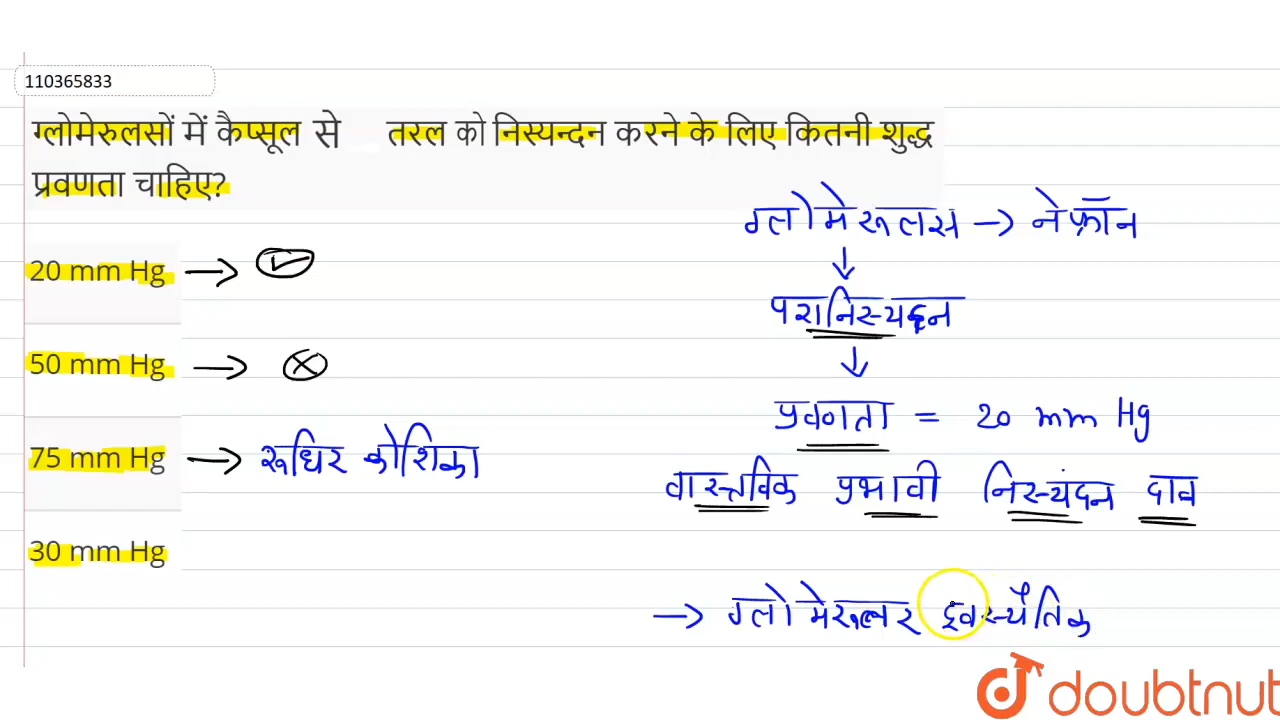 110365833
ग्लोमेरुलसों में कैप्सूल से तरल को निस्यन्दन करने के लिए कितनी शुद्ध
प्रवणता चाहिए?
20 mm Hg →
50 mm Hg →
75 mm Hg → रूधिर कोशिका
30 mm Hg
ग्लोमेरूलस → नेफ्रॉन
↓
परानिस्यंदन
↓
प्रवणता = 20 mm Hg
वास्तविक प्रभावी निस्यंदन दाव
→ ग्लोमेरूलर द्रवस्थैतिक
doubtnut